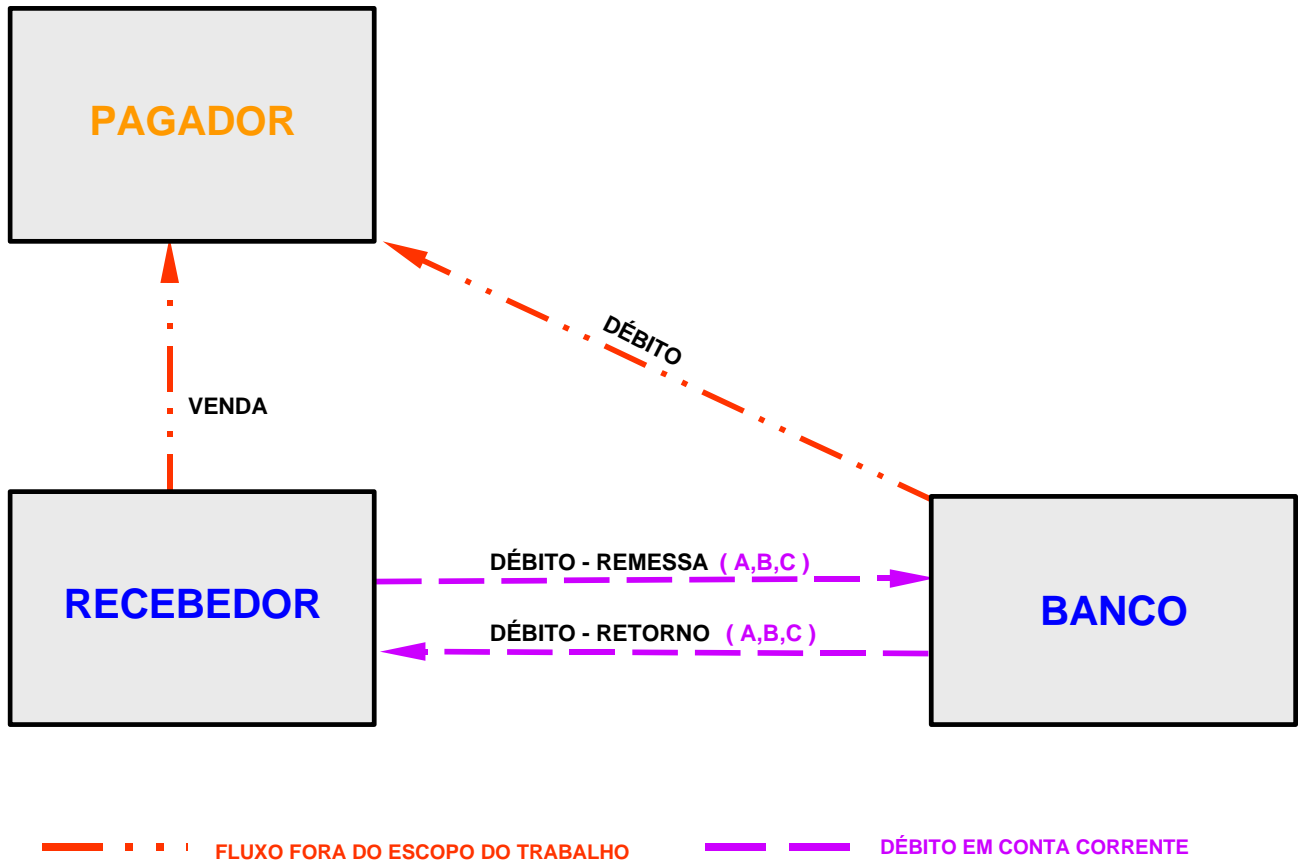 PAGADOR
DÉBITO
VENDA
DÉBITO - REMESSA ( A,B,C )
RECEBEDOR
BANCO
DÉBITO - RETORNO ( A,B,C )
FLUXO FORA DO ESCOPO DO TRABALHO
DÉBITO EM CONTA CORRENTE